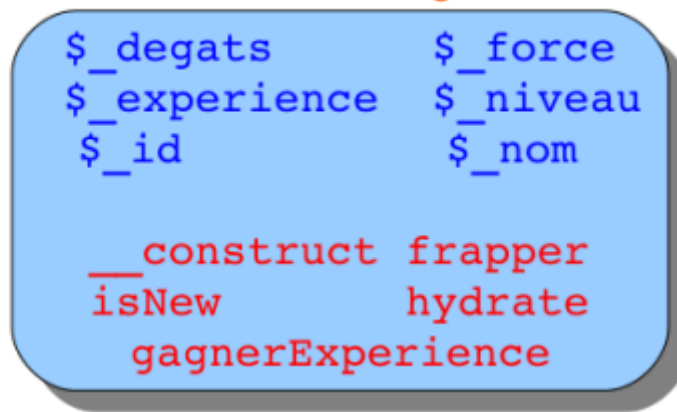 $_degats $_force
$_experience $_niveau
$_id $_nom
__construct frapper
isNew hydrate
gagnerExperience